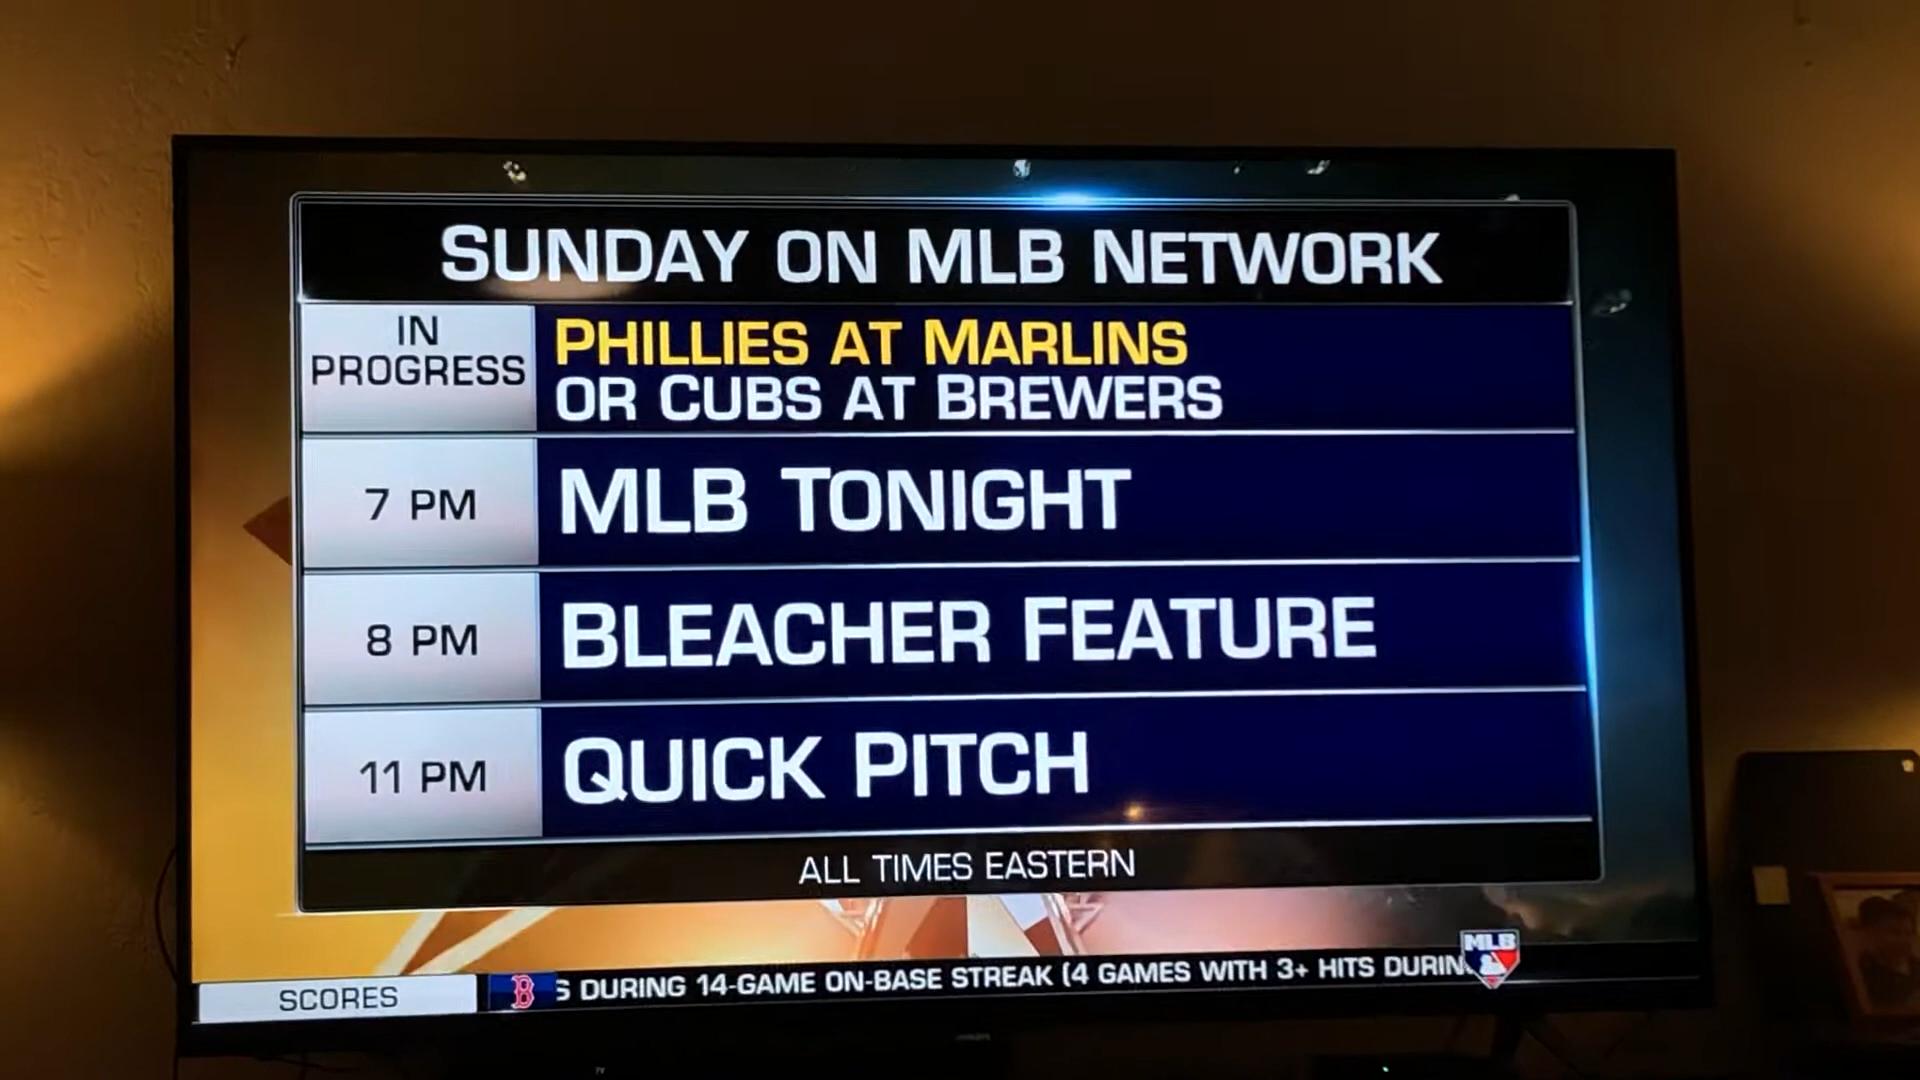 SUNDAY ON MLB NETWORK
IN
PROGRESS
PHILLIES AT MARLINS
OR CUBS AT BREWERS
7 PM
MLB TONIGHT
8 PM
BLEACHER FEATURE
11 PM
QUICK PITCH
ALL TIMES EASTERN
MLB
SCORES
B
S DURING 14-GAME ON-BASE STREAK (4 GAMES WITH 3+ HITS DURIN